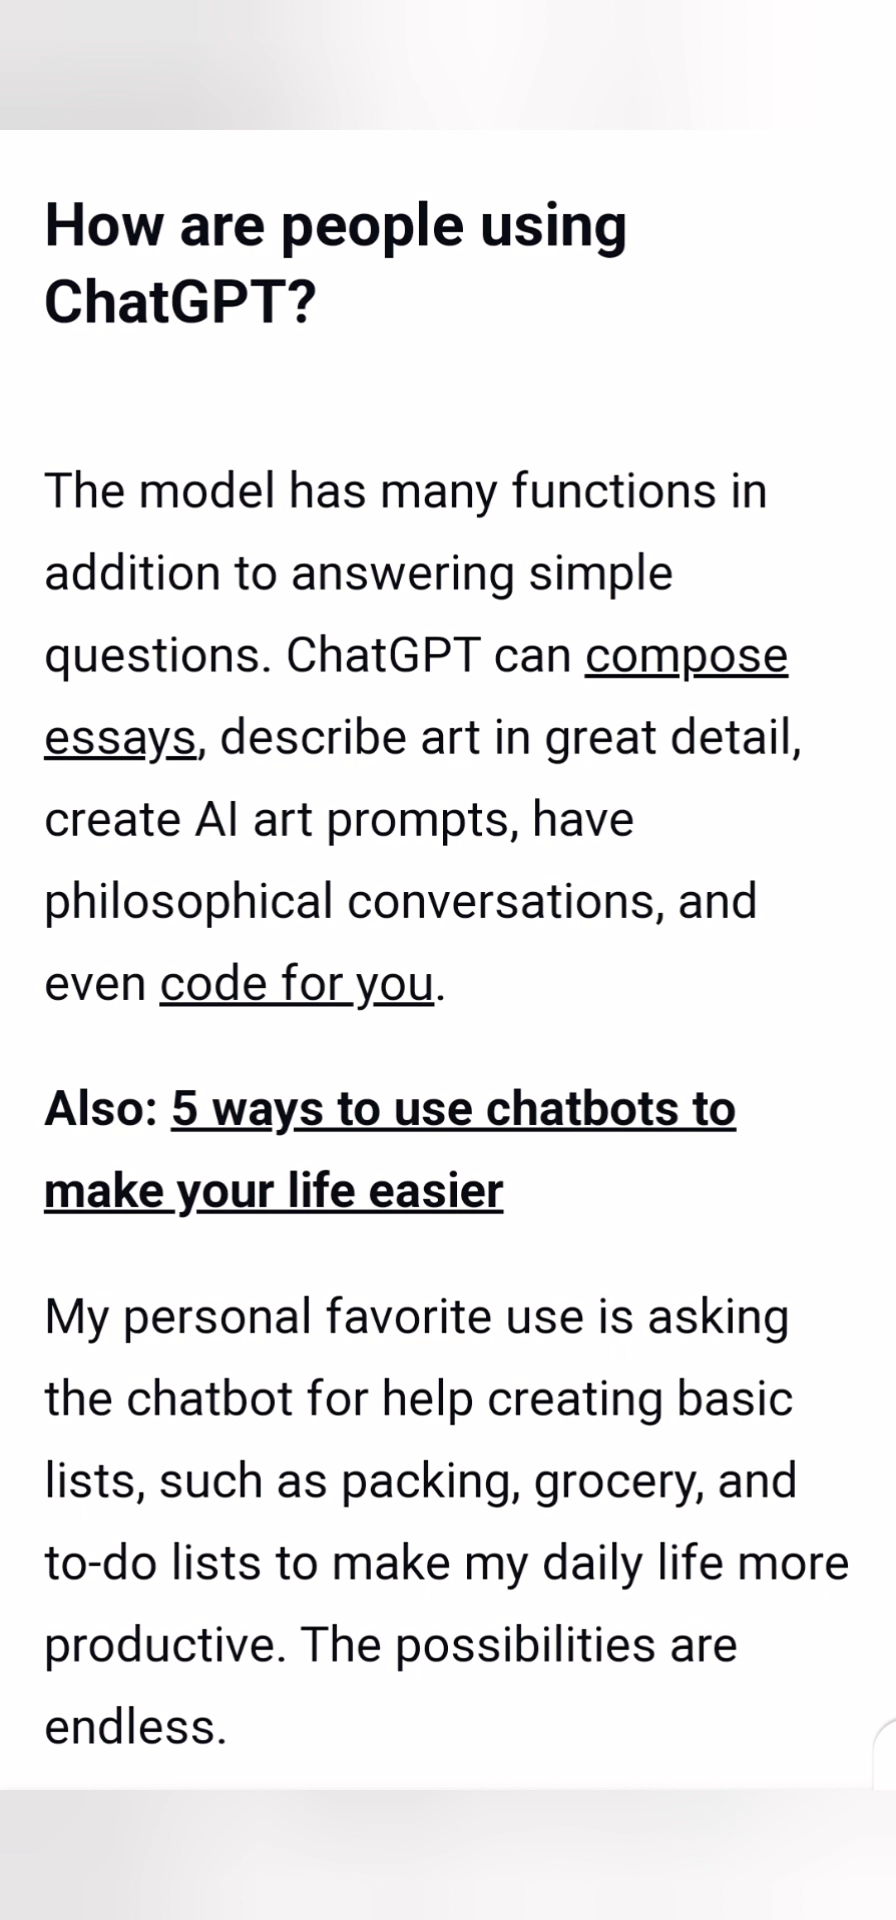 How are people using
ChatGPT?
The model has many functions in
addition to answering simple
questions. ChatGPT can compose
essays, describe art in great detail,
create AI art prompts, have
philosophical conversations, and
even code for you.
Also: 5 ways to use chatbots to
make your life easier
My personal favorite use is asking
the chatbot for help creating basic
lists, such as packing, grocery, and
to-do lists to make my daily life more
productive. The possibilities are
endless.